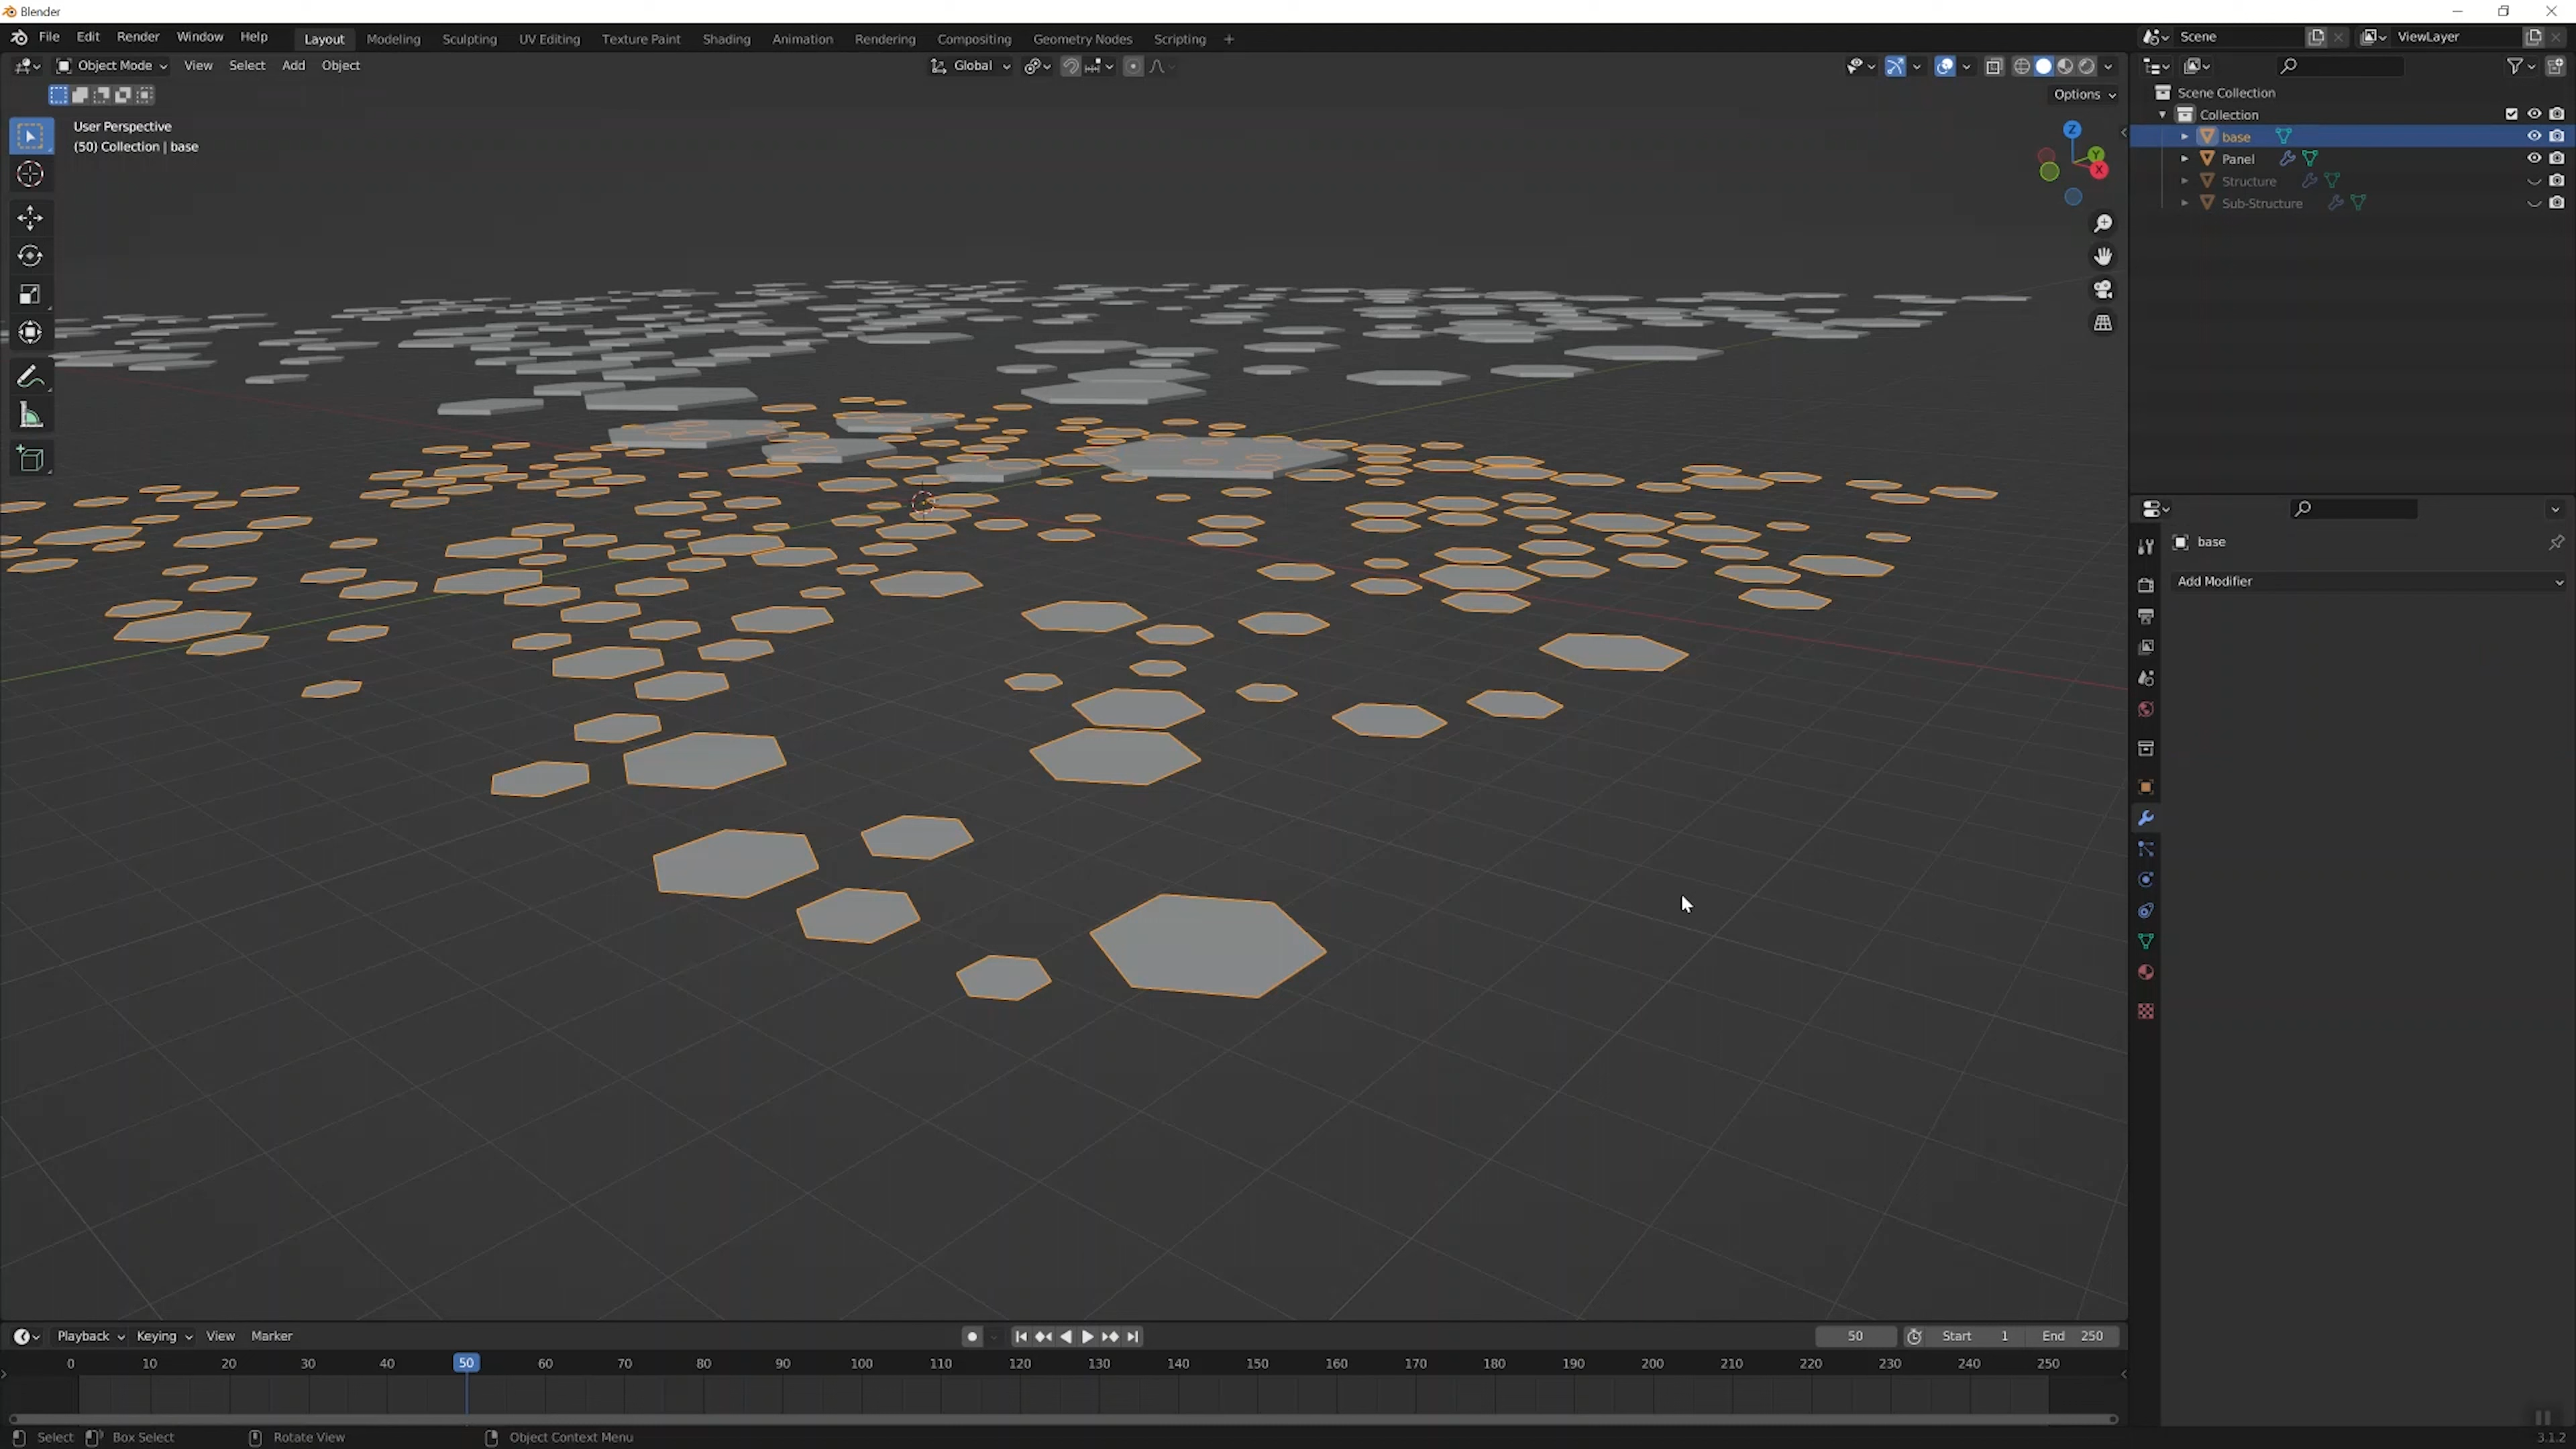 Blender
File Edit Render Window Help Layout Modeling Sculpting UV Editing Texture Paint Shading Animation Rendering Compositing Geometry Nodes Scripting + Scene ViewLayer
Object Mode View Select Add Object Global
Options
User Perspective
(50) Collection | base
Z
Y
X
Scene Collection
Collection
base
Panel
Structure
Sub-Structure
base
Add Modifier
Playback Keying View Marker 50 Start 1 End 250
0 10 20 30 40 50 60 70 80 90 100 110 120 130 140 150 160 170 180 190 200 210 220 230 240 250
Select Box Select Rotate View Object Context Menu 3.1.2